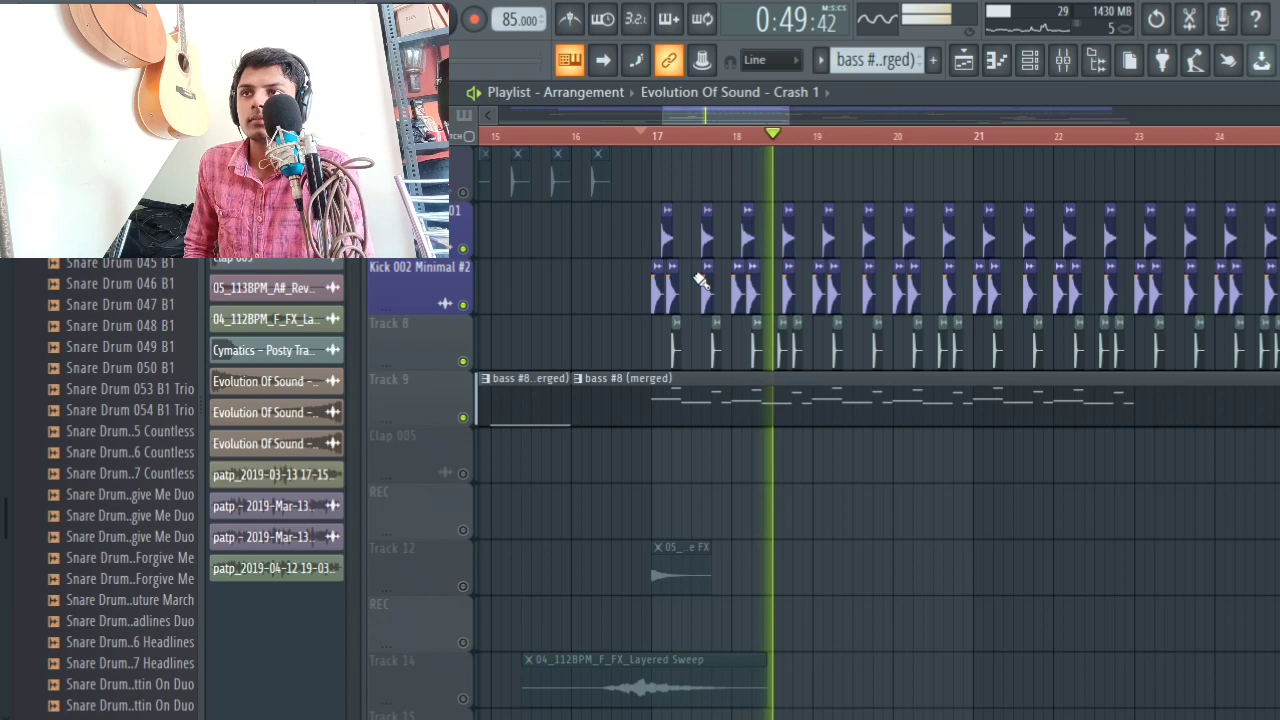 85.000
3.2.1
0:49:42
M:S:CS
29
1430 MB
5
Line
bass #..rged)
Playlist - Arrangement › Evolution Of Sound - Crash 1 ›
15 16 17 18 19 20 21 22 23 24
01
Kick 002 Minimal #2
Track 8
Track 9
bass #8..erged)
bass #8 (merged)
Clap 005
REC
Track 12
05_..e FX
REC
Track 14
04_112BPM_F_FX_Layered Sweep
Track 15
Snare Drum 045 B1
Snare Drum 046 B1
Snare Drum 047 B1
Snare Drum 048 B1
Snare Drum 049 B1
Snare Drum 050 B1
Snare Drum 053 B1 Trio
Snare Drum 054 B1 Trio
Snare Drum..5 Countless
Snare Drum..6 Countless
Snare Drum..7 Countless
Snare Drum..give Me Duo
Snare Drum..give Me Duo
Snare Drum..give Me Duo
Snare Drum..Forgive Me
Snare Drum..Forgive Me
Snare Drum..uture March
Snare Drum..adlines Duo
Snare Drum..6 Headlines
Snare Drum..7 Headlines
Snare Drum..ttin On Duo
Snare Drum..ttin On Duo
Clap 005
05_113BPM_A#_Rev..
04_112BPM_F_FX_La..
Cymatics - Posty Tra..
Evolution Of Sound -..
Evolution Of Sound -..
Evolution Of Sound -..
patp_2019-03-13 17-15..
patp - 2019-Mar-13..
patp - 2019-Mar-13..
patp_2019-04-12 19-03..